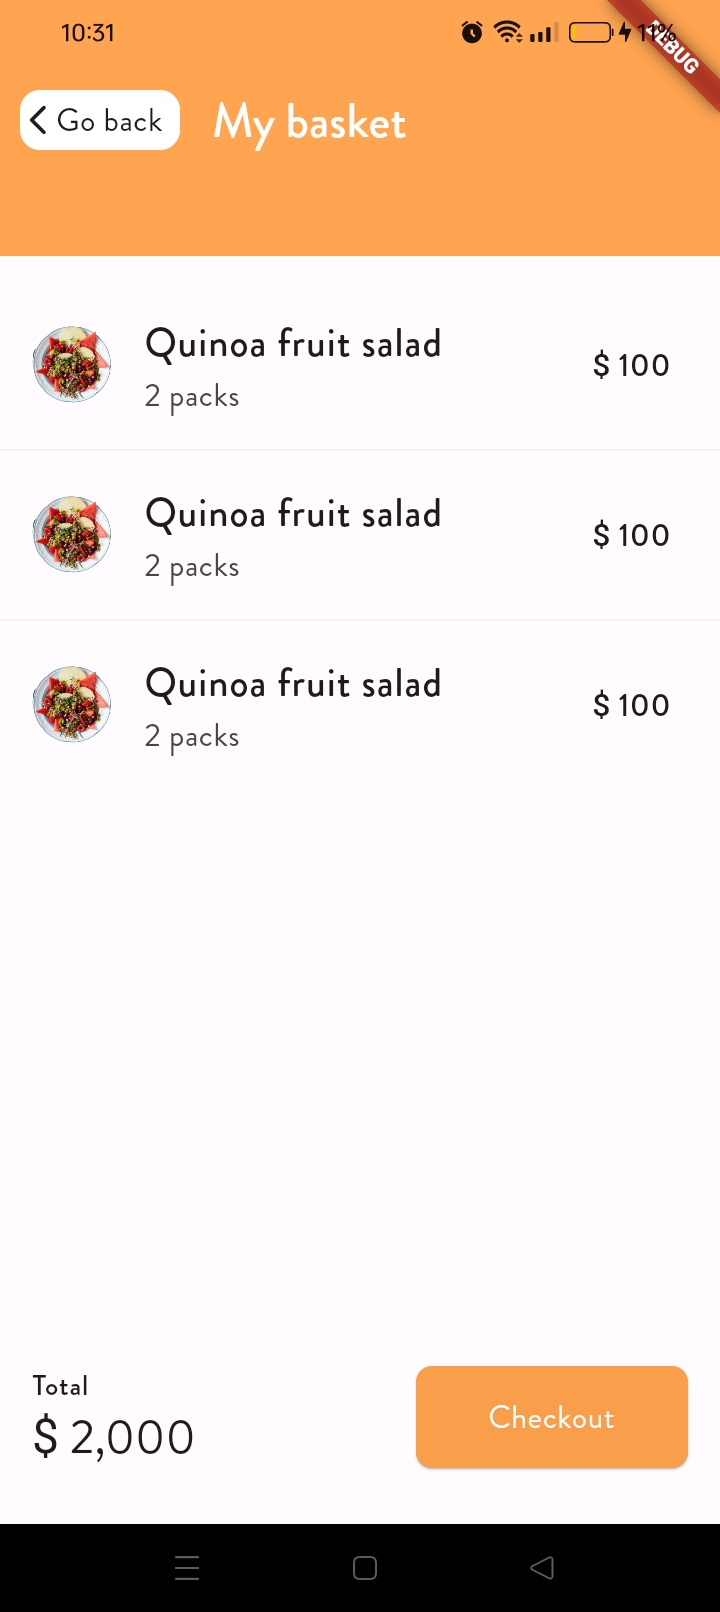 10:31
11%
DEBUG
Go back
My basket
Quinoa fruit salad
2 packs
$ 100
Quinoa fruit salad
2 packs
$ 100
Quinoa fruit salad
2 packs
$ 100
Total
$ 2,000
Checkout